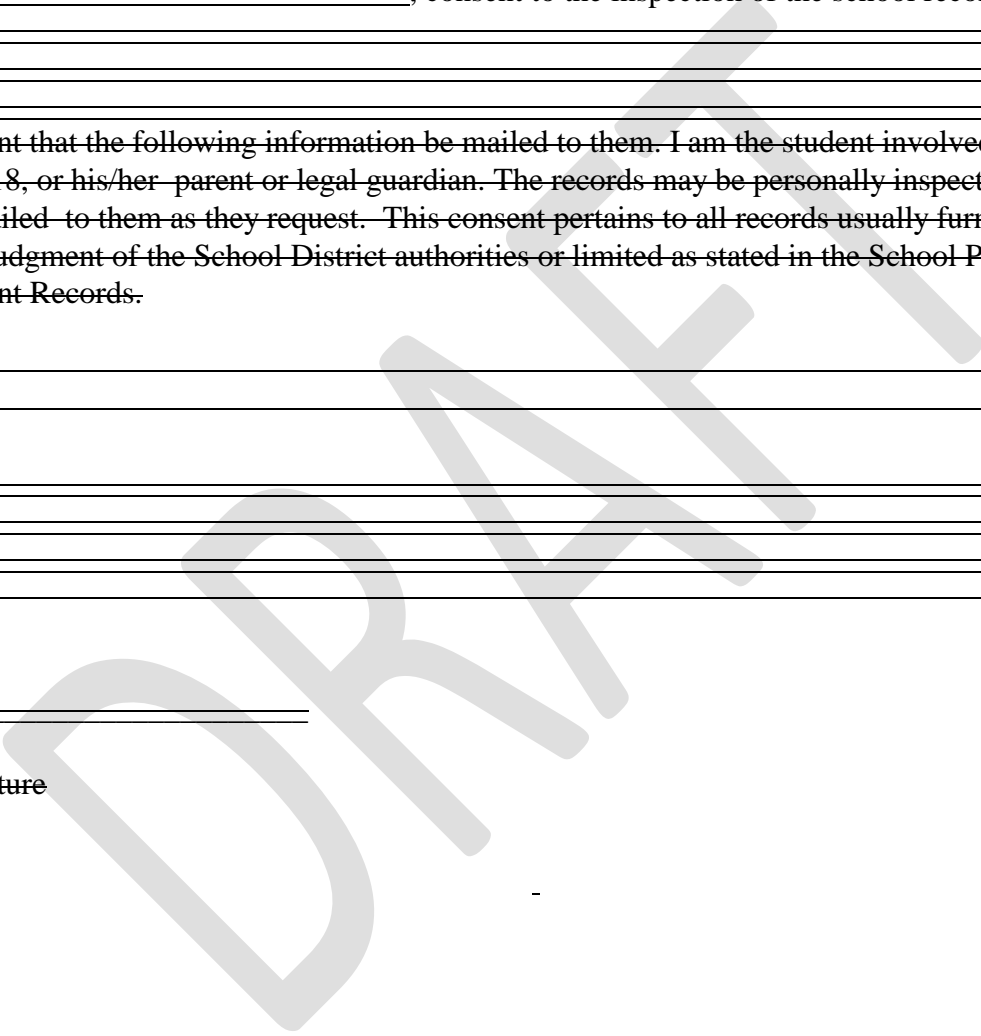 , consent to the inspection of the school reco
nt that the following information be mailed to them. I am the student involve
8, or his/her parent or legal guardian. The records may be personally inspect
iled to them as they request. This consent pertains to all records usually fur
udgment of the School District authorities or limited as stated in the School P
nt Records.
ture
DRAFT